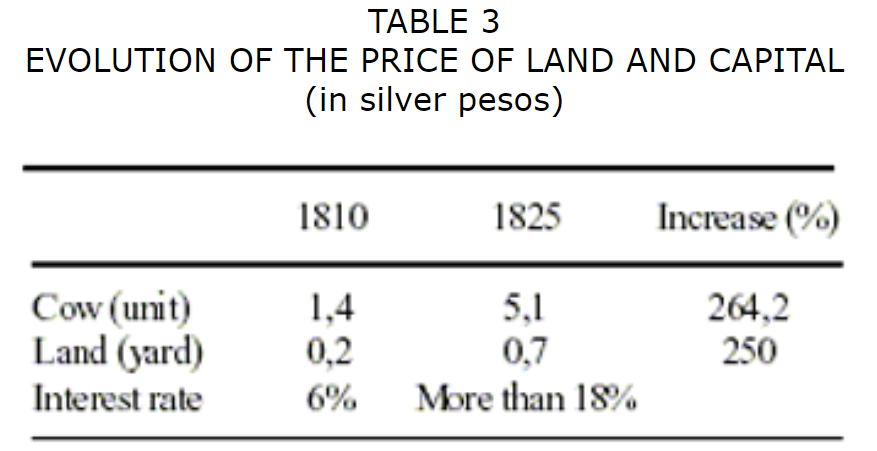 TABLE 3
EVOLUTION OF THE PRICE OF LAND AND CAPITAL
(in silver pesos)
1810 1825 Increase (%)
Cow (unit) 1,4 5,1 264,2
Land (yard) 0,2 0,7 250
Interest rate 6% More than 18%